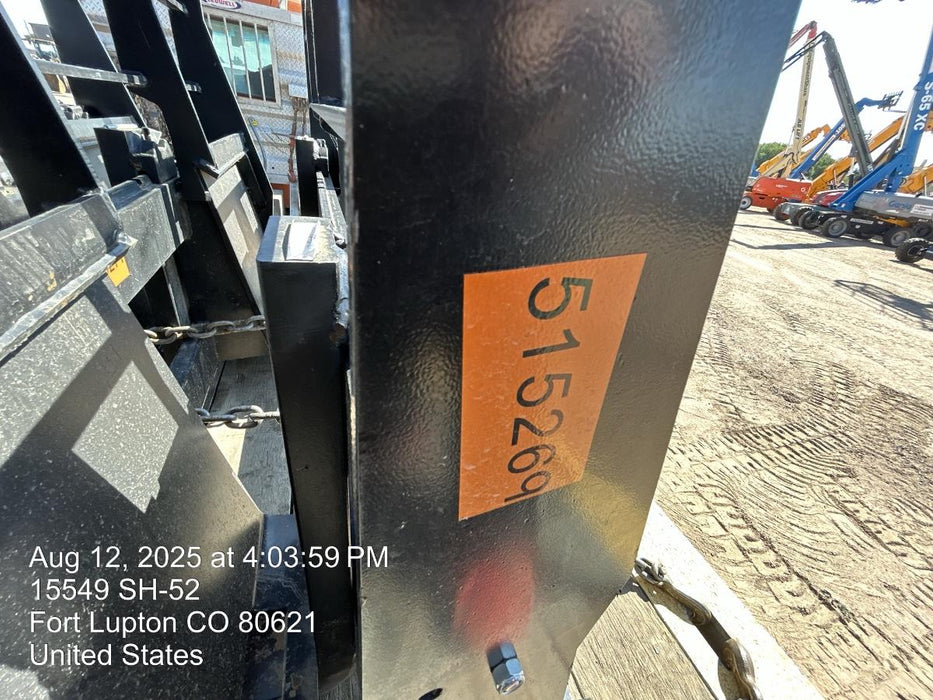 515269
S-65 XC
Aug 12, 2025 at 4:03:59 PM
15549 SH-52
Fort Lupton CO 80621
United States